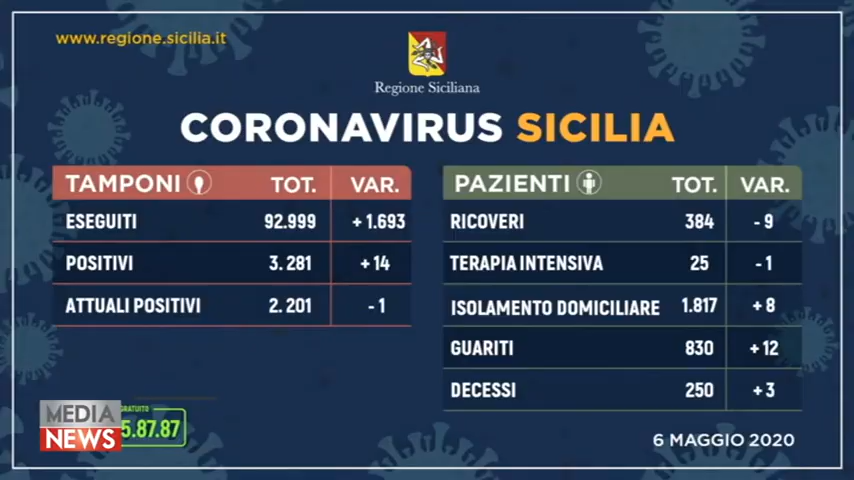 www.regione.sicilia.it
Regione Siciliana
CORONAVIRUS SICILIA
TAMPONI TOT. VAR.
ESEGUITI 92.999 + 1.693
POSITIVI 3. 281 + 14
ATTUALI POSITIVI 2. 201 - 1
PAZIENTI TOT. VAR.
RICOVERI 384 - 9
TERAPIA INTENSIVA 25 - 1
ISOLAMENTO DOMICILIARE 1.817 + 8
GUARITI 830 + 12
DECESSI 250 + 3
MEDIA
NEWS
5.87.87
6 MAGGIO 2020